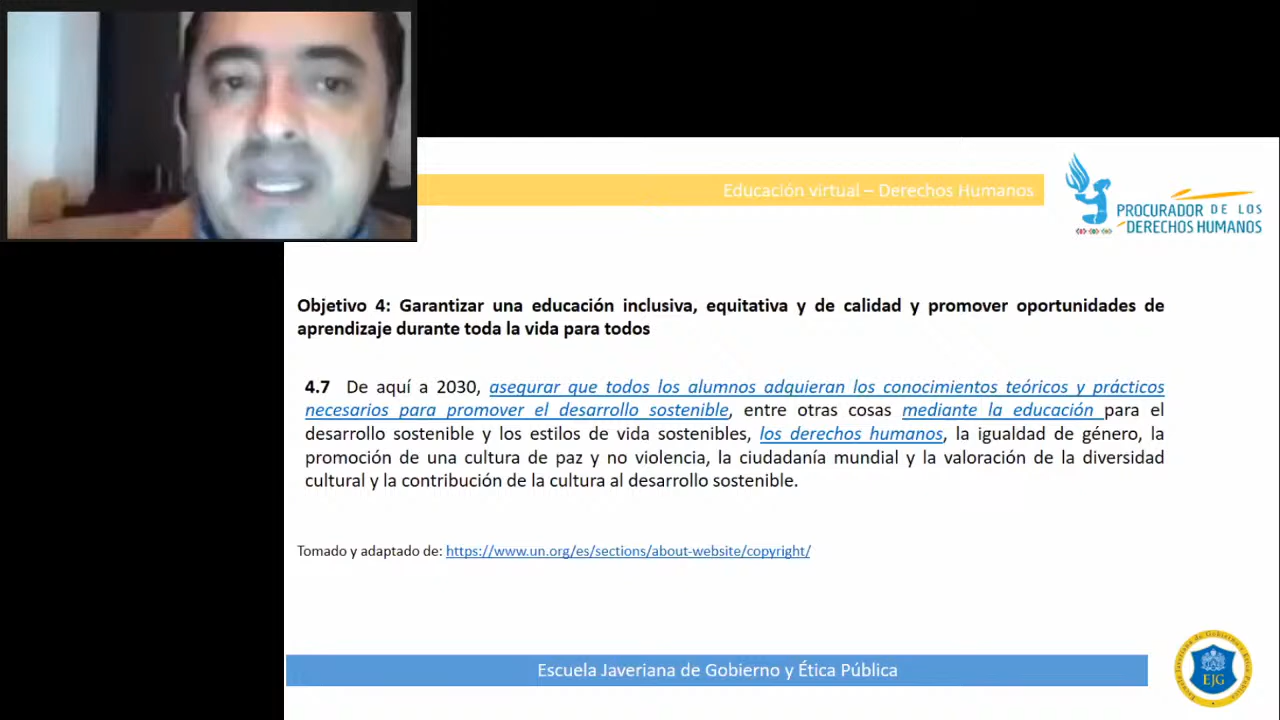 Educación virtual – Derechos Humanos
PROCURADOR DE LOS
DERECHOS HUMANOS
Objetivo 4: Garantizar una educación inclusiva, equitativa y de calidad y promover oportunidades de
aprendizaje durante toda la vida para todos
4.7 De aquí a 2030, asegurar que todos los alumnos adquieran los conocimientos teóricos y prácticos
necesarios para promover el desarrollo sostenible, entre otras cosas mediante la educación para el
desarrollo sostenible y los estilos de vida sostenibles, los derechos humanos, la igualdad de género, la
promoción de una cultura de paz y no violencia, la ciudadanía mundial y la valoración de la diversidad
cultural y la contribución de la cultura al desarrollo sostenible.
Tomado y adaptado de: https://www.un.org/es/sections/about-website/copyright/
Escuela Javeriana de Gobierno y Ética Pública
Escuela Javeriana de Gobierno y Ética Pública
EJG